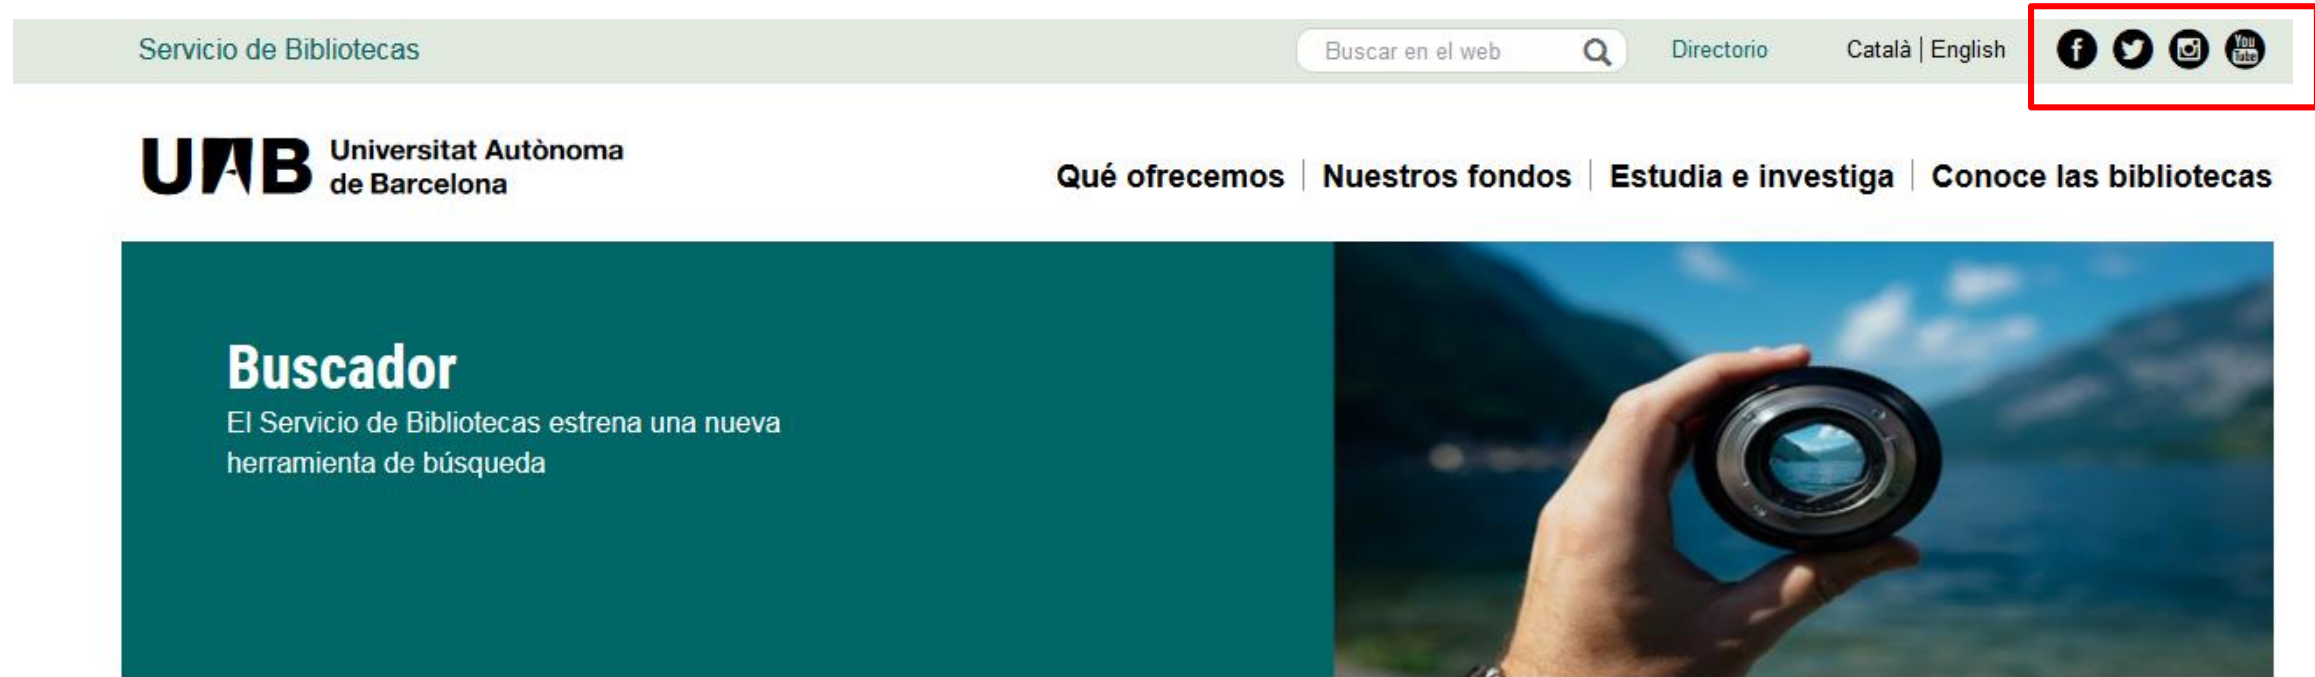 Servicio de Bibliotecas
Buscar en el web
Directorio
Català | English
You Tube
UAB
Universitat Autònoma
de Barcelona
Qué ofrecemos | Nuestros fondos | Estudia e investiga | Conoce las bibliotecas
Buscador
El Servicio de Bibliotecas estrena una nueva
herramienta de búsqueda